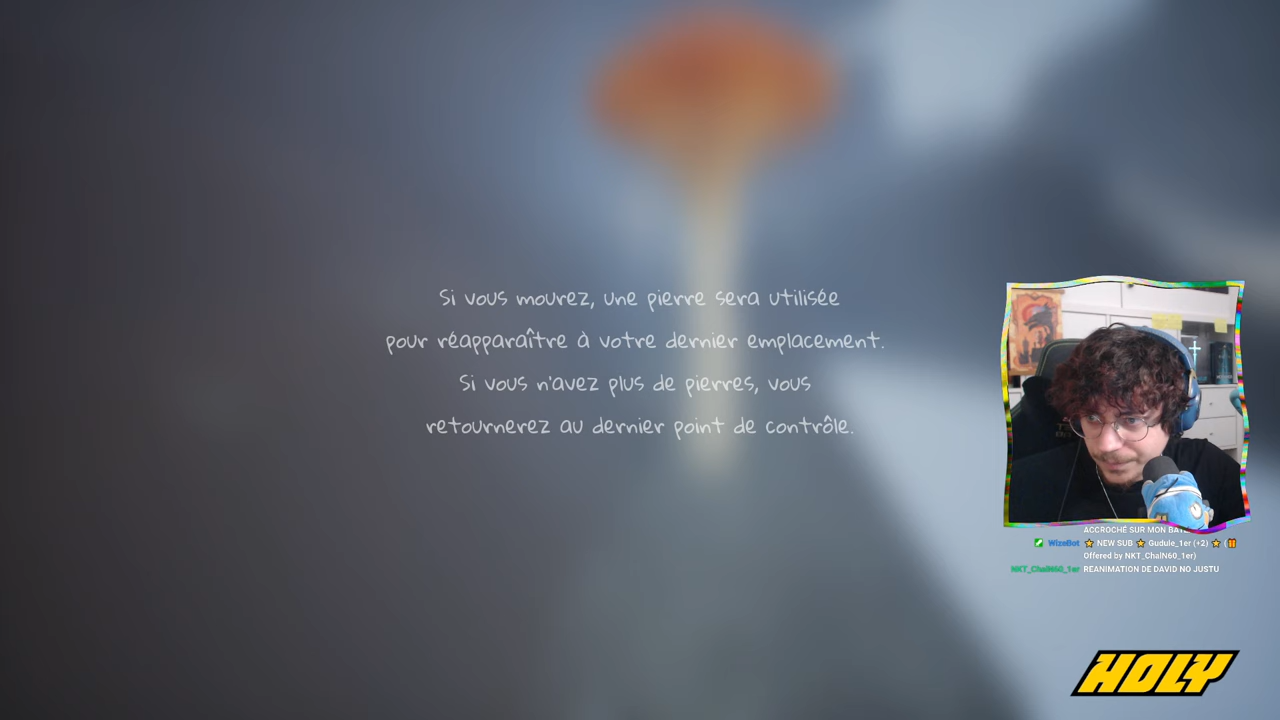 Si vous mourez, une pierre sera utilisée
pour réapparaître à votre dernier emplacement.
Si vous n'avez plus de pierres, vous
retournerez au dernier point de contrôle.
ACCROCHÉ SUR MON
WizeBot ⭐ NEW SUB ⭐ Gudule_1er (+2) ⭐ (🎁
Offered by NKT_ChalN60_1er)
NKT_ChalN60_1er REANIMATION DE DAVID NO JUSTU
HOLY